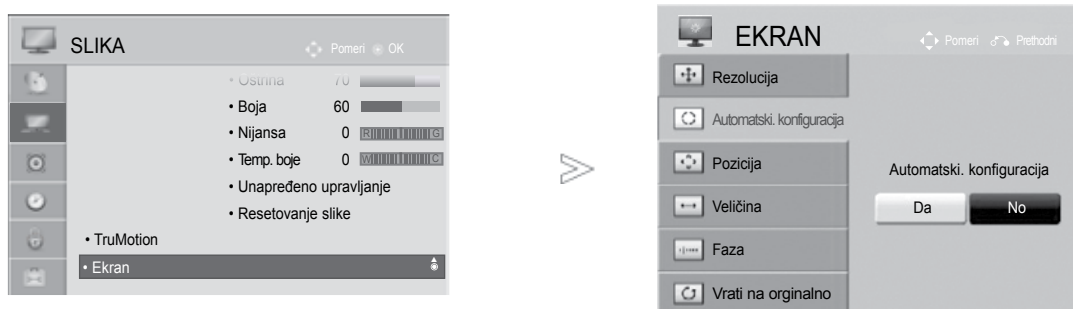 SLIKA
Pomeri OK
• Oštrina 70
• Boja 60
• Nijansa 0 R G
• Temp. boje 0 W C
• Unapređeno upravljanje
• Resetovanje slike
• TruMotion
• Ekran
EKRAN
Pomeri Prethodni
Rezolucija
Automatski. konfiguracija
Pozicija
Veličina
Faza
Vrati na orginalno
Automatski. konfiguracija
Da No